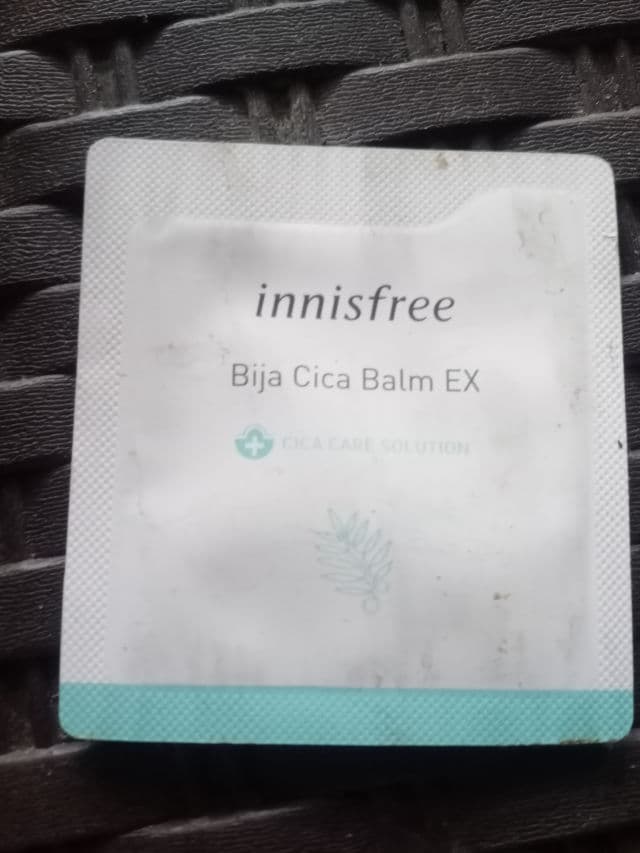 innisfree
Bija Cica Balm EX
CICA CARE SOLUTION